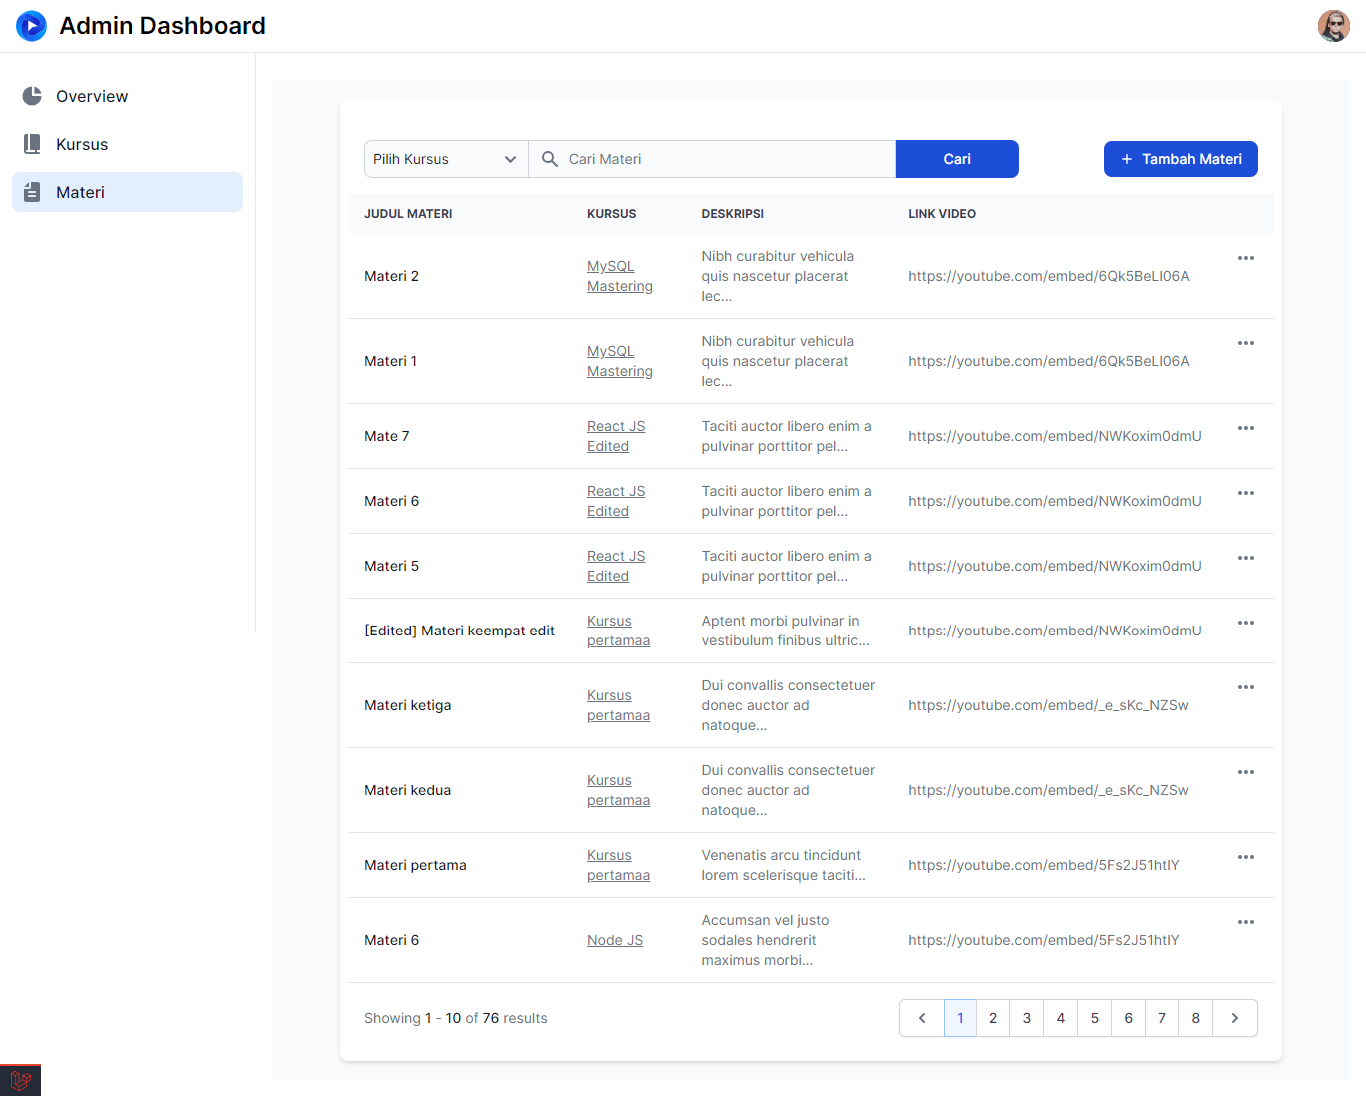 Admin Dashboard
Overview
Kursus
Materi
Pilih Kursus
Cari Materi
Cari
+ Tambah Materi
JUDUL MATERI KURSUS DESKRIPSI LINK VIDEO
Materi 2
MySQL
Mastering
Nibh curabitur vehicula
quis nascetur placerat
lec...
https://youtube.com/embed/6Qk5BeLI06A
Materi 1
MySQL
Mastering
Nibh curabitur vehicula
quis nascetur placerat
lec...
https://youtube.com/embed/6Qk5BeLI06A
Mate 7
React JS
Edited
Taciti auctor libero enim a
pulvinar porttitor pel...
https://youtube.com/embed/NWKoxim0dmU
Materi 6
React JS
Edited
Taciti auctor libero enim a
pulvinar porttitor pel...
https://youtube.com/embed/NWKoxim0dmU
Materi 5
React JS
Edited
Taciti auctor libero enim a
pulvinar porttitor pel...
https://youtube.com/embed/NWKoxim0dmU
[Edited] Materi keempat edit
Kursus
pertamaa
Aptent morbi pulvinar in
vestibulum finibus ultric...
https://youtube.com/embed/NWKoxim0dmU
Materi ketiga
Kursus
pertamaa
Dui convallis consectetuer
donec auctor ad
natoque...
https://youtube.com/embed/_e_sKc_NZSw
Materi kedua
Kursus
pertamaa
Dui convallis consectetuer
donec auctor ad
natoque...
https://youtube.com/embed/_e_sKc_NZSw
Materi pertama
Kursus
pertamaa
Venenatis arcu tincidunt
lorem scelerisque taciti...
https://youtube.com/embed/5Fs2J51htIY
Materi 6
Node JS
Accumsan vel justo
sodales hendrerit
maximus morbi...
https://youtube.com/embed/5Fs2J51htIY
Showing 1 - 10 of 76 results
1 2 3 4 5 6 7 8